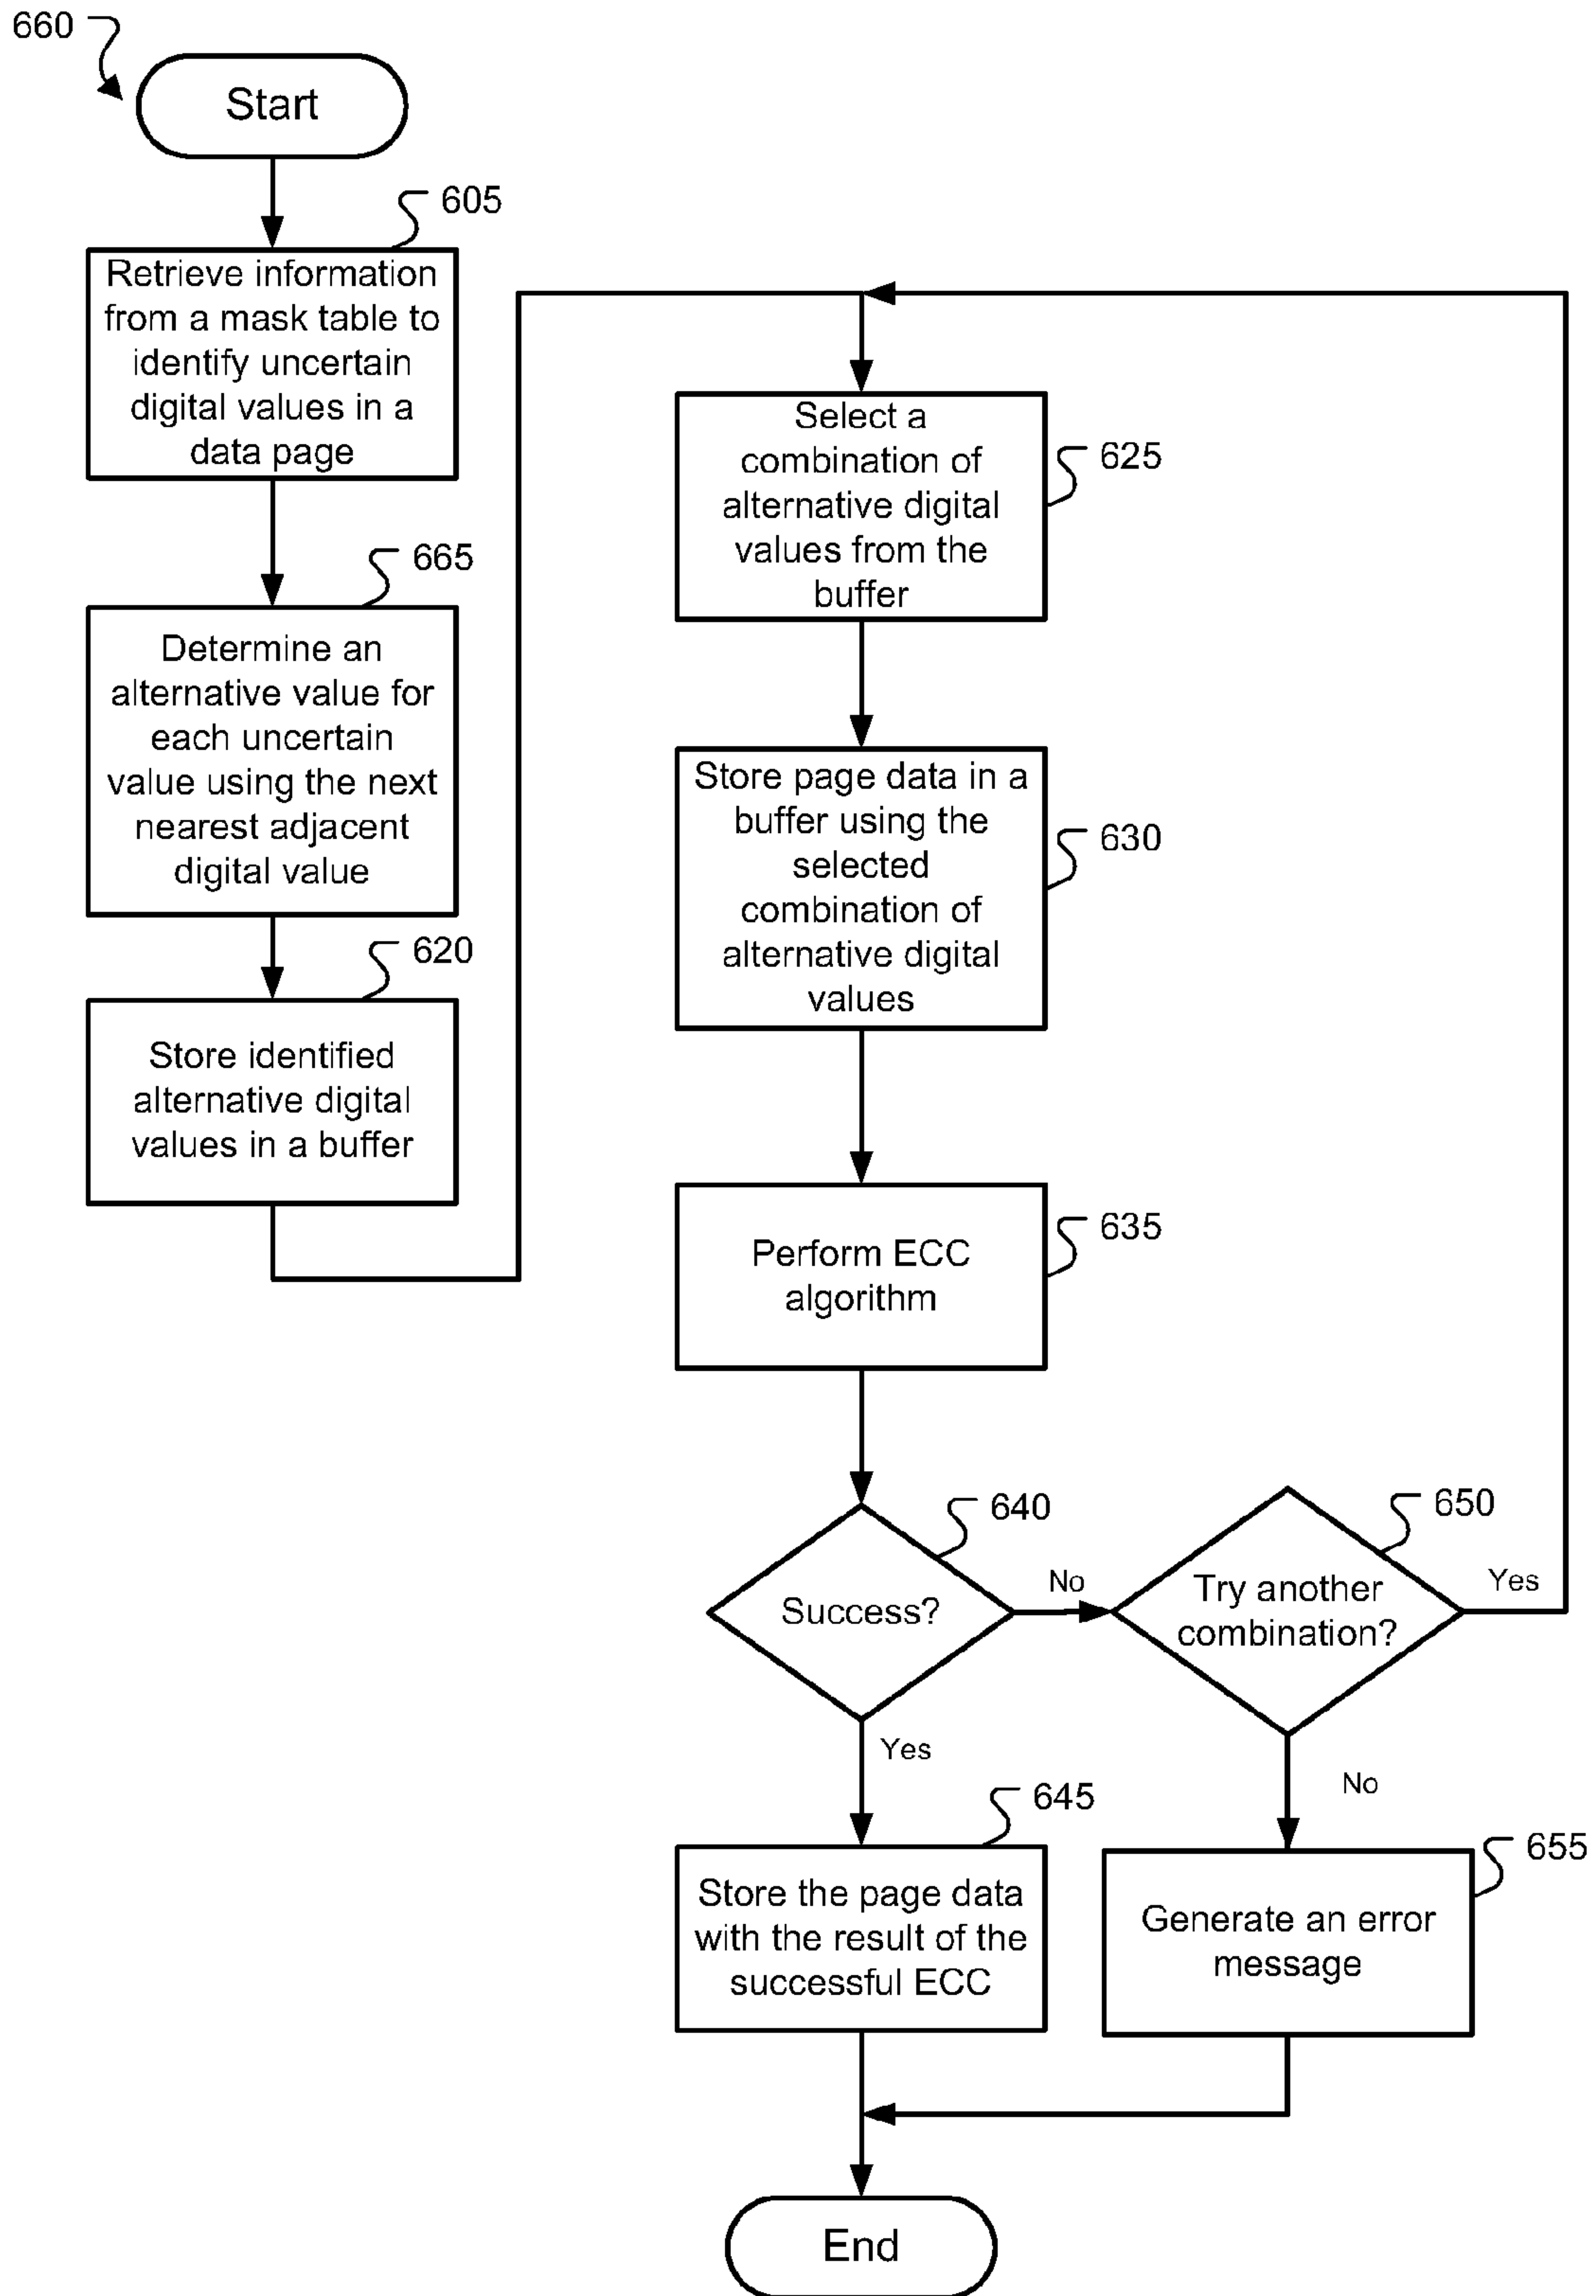 660
Start
605
Retrieve information
from a mask table to
identify uncertain
digital values in a
data page
665
Determine an
alternative value for
each uncertain
value using the next
nearest adjacent
digital value
620
Store identified
alternative digital
values in a buffer
Select a
combination of
alternative digital
values from the
buffer
625
Store page data in a
buffer using the
selected
combination of
alternative digital
values
630
Perform ECC
algorithm
635
640
Success?
No
Yes
650
Try another
combination?
Yes
No
645
Store the page data
with the result of the
successful ECC
655
Generate an error
message
End